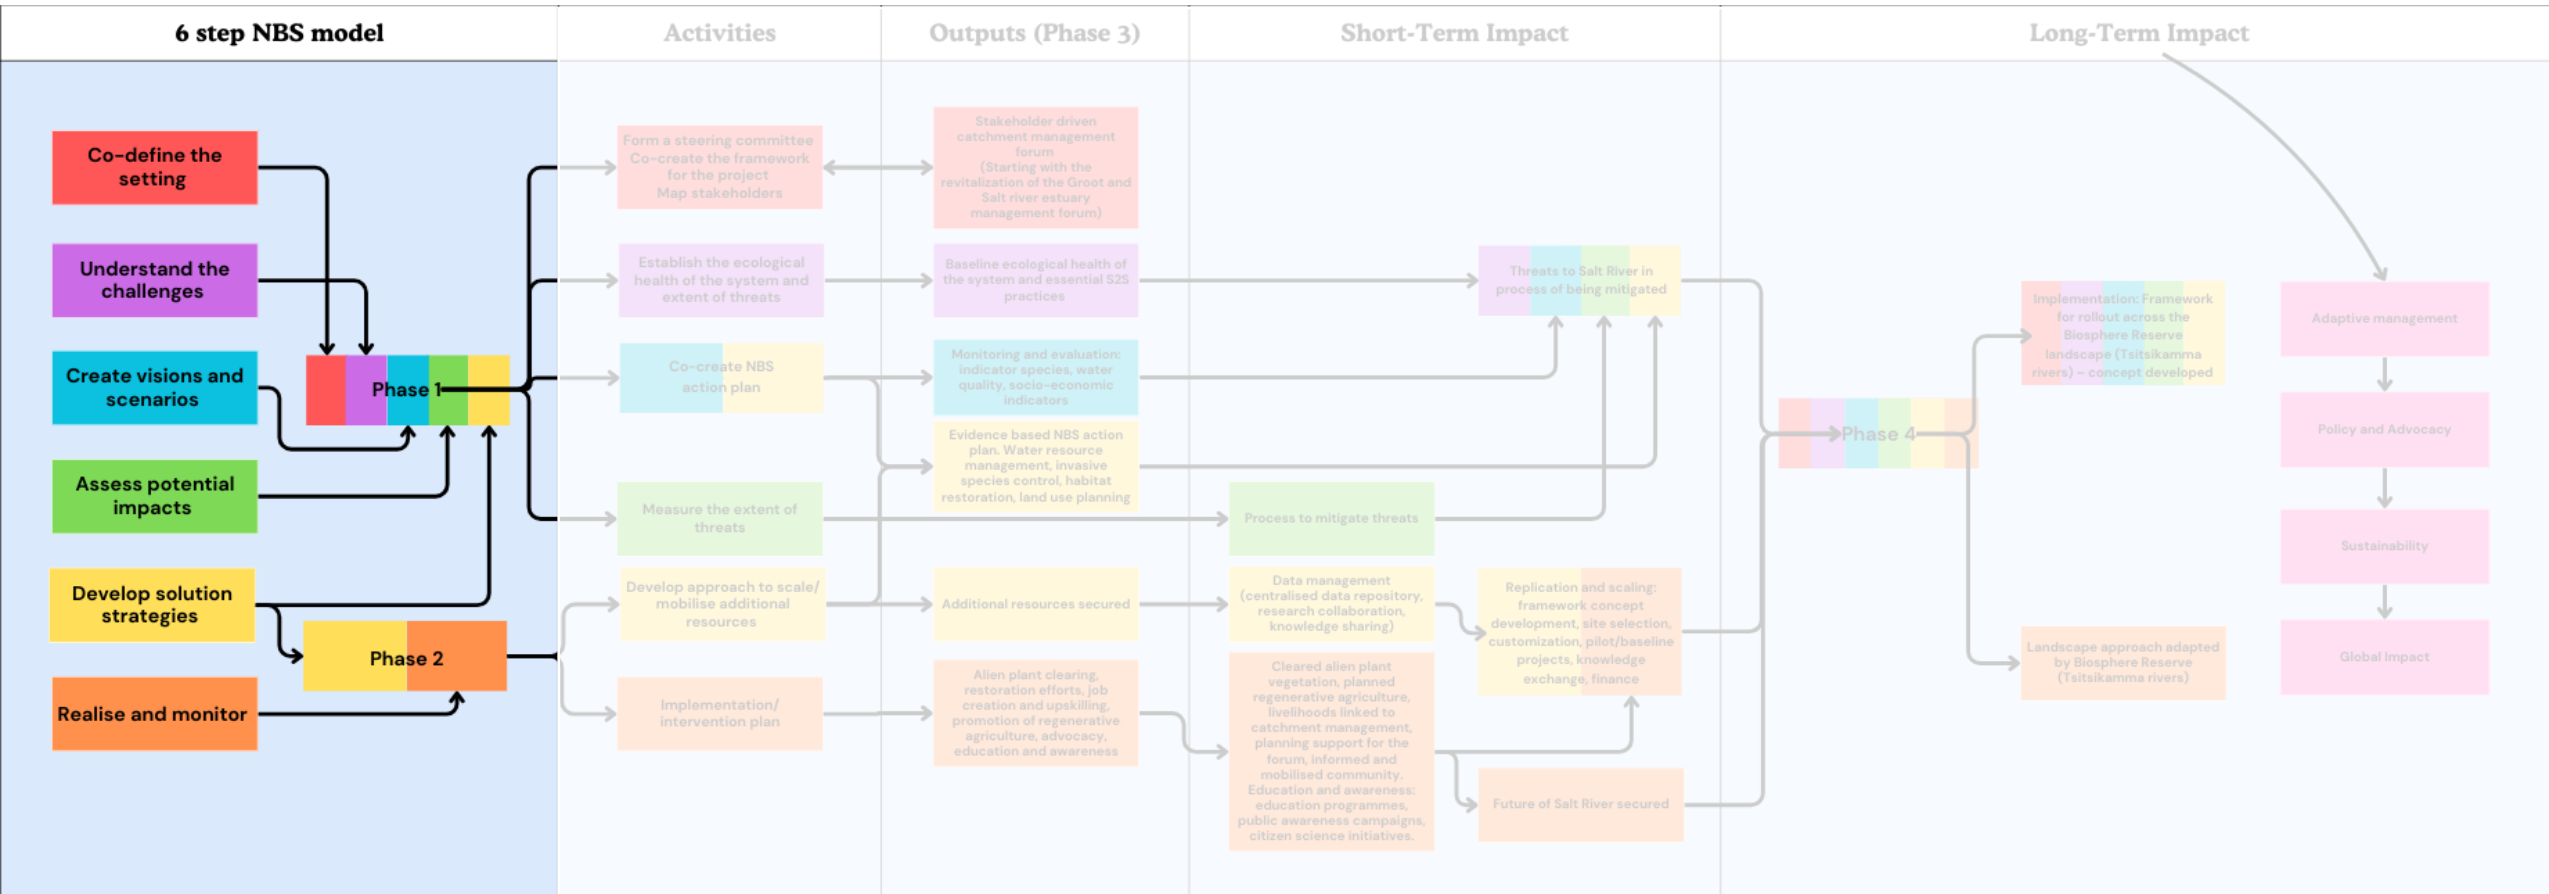 6 step NBS model
Activities
Outputs (Phase 3)
Short-Term Impact
Long-Term Impact
Co-define the
setting
Understand the
challenges
Create visions and
scenarios
Assess potential
impacts
Develop solution
strategies
Realise and monitor
Phase 1
Phase 2
Form a steering committee
Co-create the framework
for the project
Map stakeholders
Establish the ecological
health of the system and
extent of threats
Co-create NBS
action plan
Measure the extent of
threats
Develop approach to scale/
mobilise additional
resources
Implementation/
intervention plan
Stakeholder driven
catchment management
forum
(Starting with the
revitalization of the Groot and
Salt river estuary
management forum)
Baseline ecological health of
the system and essential S2S
practices
Monitoring and evaluation:
indicator species, water
quality, socio-economic
indicators
Evidence based NBS action
plan. Water resource
management, invasive
species control, habitat
restoration, land use planning
Additional resources secured
Alien plant clearing,
restoration efforts, job
creation and upskilling,
promotion of regenerative
agriculture, advocacy,
education and awareness
Process to mitigate threats
Data management
(centralised data repository,
research collaboration,
knowledge sharing)
Cleared alien plant
vegetation, planned
regenerative agriculture,
livelihoods linked to
catchment management,
planning support for the
forum, informed and
mobilised community.
Education and awareness:
education programmes,
public awareness campaigns,
citizen science initiatives.
Threats to Salt River in
process of being mitigated
Replication and scaling:
framework concept
development, site selection,
customization, pilot/baseline
projects, knowledge
exchange, finance
Future of Salt River secured
Phase 4
Implementation: Framework
for rollout across the
Biosphere Reserve
landscape (Tsitsikamma
rivers) – concept developed
Landscape approach adapted
by Biosphere Reserve
(Tsitsikamma rivers)
Adaptive management
Policy and Advocacy
Sustainability
Global Impact